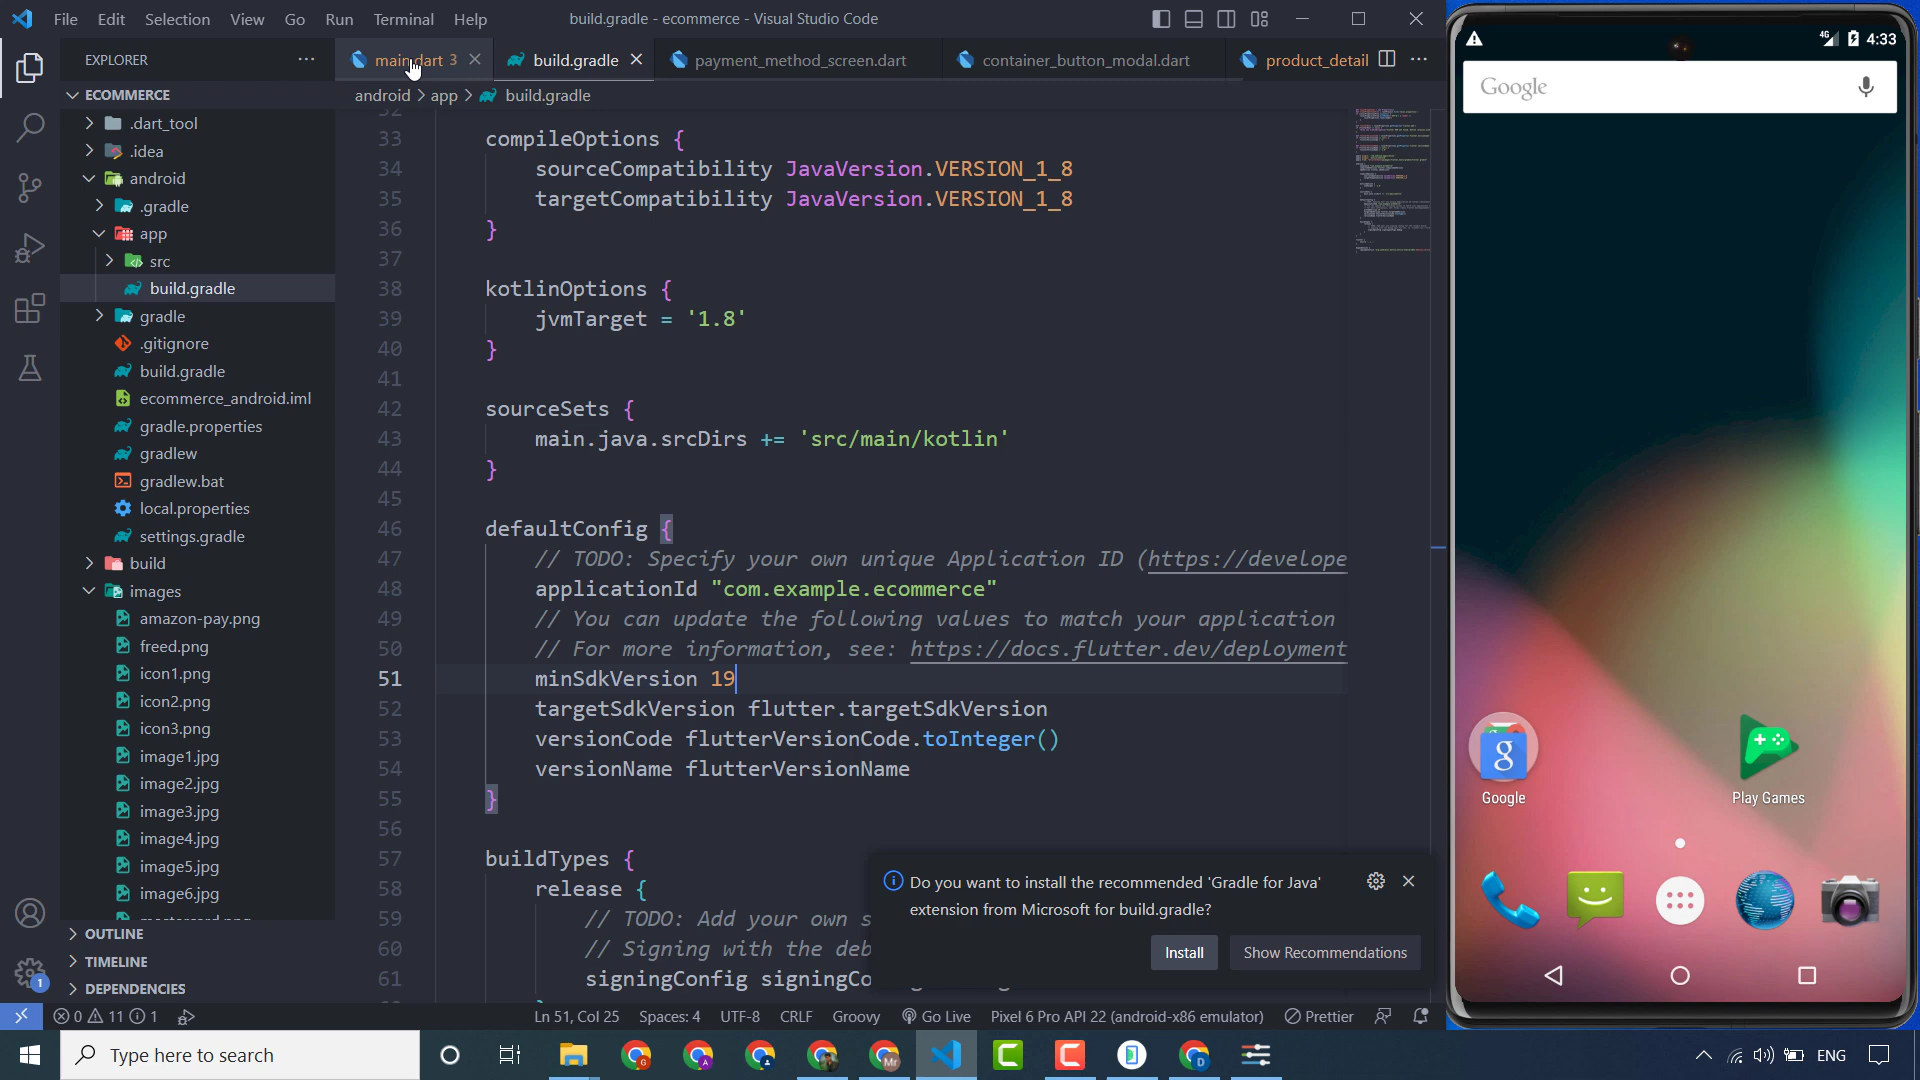 File Edit Selection View Go Run Terminal Help
build.gradle - ecommerce - Visual Studio Code
EXPLORER
main.dart 3
build.gradle
payment_method_screen.dart
container_button_modal.dart
product_detail
android > app > build.gradle
ECOMMERCE
.dart_tool
.idea
android
.gradle
app
src
build.gradle
gradle
.gitignore
build.gradle
ecommerce_android.iml
gradle.properties
gradlew
gradlew.bat
local.properties
settings.gradle
build
images
amazon-pay.png
freed.png
icon1.png
icon2.png
icon3.png
image1.jpg
image2.jpg
image3.jpg
image4.jpg
image5.jpg
image6.jpg
OUTLINE
TIMELINE
DEPENDENCIES
33 compileOptions {
34 sourceCompatibility JavaVersion.VERSION_1_8
35 targetCompatibility JavaVersion.VERSION_1_8
36 }
37
38 kotlinOptions {
39 jvmTarget = '1.8'
40 }
41
42 sourceSets {
43 main.java.srcDirs += 'src/main/kotlin'
44 }
45
46 defaultConfig {
47 // TODO: Specify your own unique Application ID (https://develope
48 applicationId "com.example.ecommerce"
49 // You can update the following values to match your application
50 // For more information, see: https://docs.flutter.dev/deployment
51 minSdkVersion 19
52 targetSdkVersion flutter.targetSdkVersion
53 versionCode flutterVersionCode.toInteger()
54 versionName flutterVersionName
55 }
56
57 buildTypes {
58 release {
59 // TODO: Add your own s
60 // Signing with the deb
61 signingConfig signingCo
Do you want to install the recommended 'Gradle for Java'
extension from Microsoft for build.gradle?
Install
Show Recommendations
1
0 11 1
Ln 51, Col 25
Spaces: 4
UTF-8
CRLF
Groovy
Go Live
Pixel 6 Pro API 22 (android-x86 emulator)
Prettier
4G
4:33
Google
Google
Play Games
Type here to search
ENG